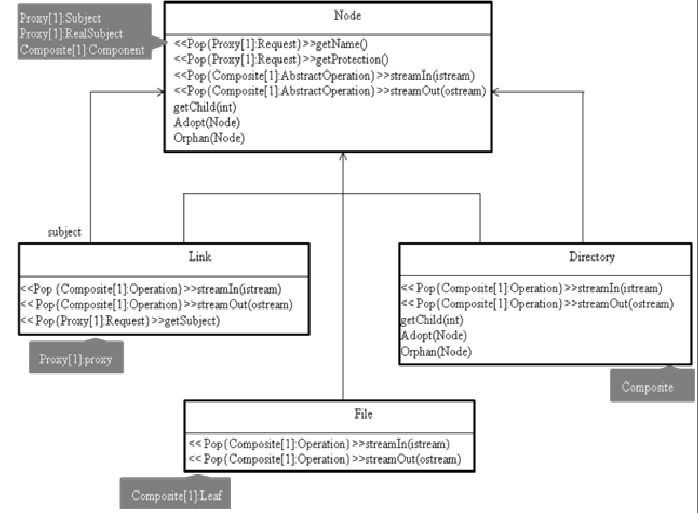 Proxy[1]:Subject
Proxy[1]:RealSubject
Composite[1]:Component
Node
<<Pop{Proxy[1]:Request}>>getName()
<<Pop{Proxy[1]:Request}>>getProtection()
<<Pop{Composite[1]:AbstractOperation}>>streamIn(istream)
<<Pop{Composite[1]:AbstractOperation}>>streamOut(ostream)
getChild(int)
Adopt(Node)
Orphan(Node)
subject
Link
<<Pop {Composite[1]:Operation}>>streamIn(istream)
<<Pop{Composite[1]:Operation}>>streamOut(ostream)
<< Pop{Proxy[1]:Request}>>getSubject)
Proxy[1]:proxy
Directory
<< Pop{Composite[1]:Operation}>>streamIn(istream)
<< Pop{Composite[1]:Operation}>>streamOut(ostream)
getChild(int)
Adopt(Node)
Orphan(Node)
Composite
File
<< Pop{Composite[1]:Operation} >>streamIn(istream)
<< Pop{Composite[1]:Operation} >>streamOut(ostream)
Composite[1]:Leaf